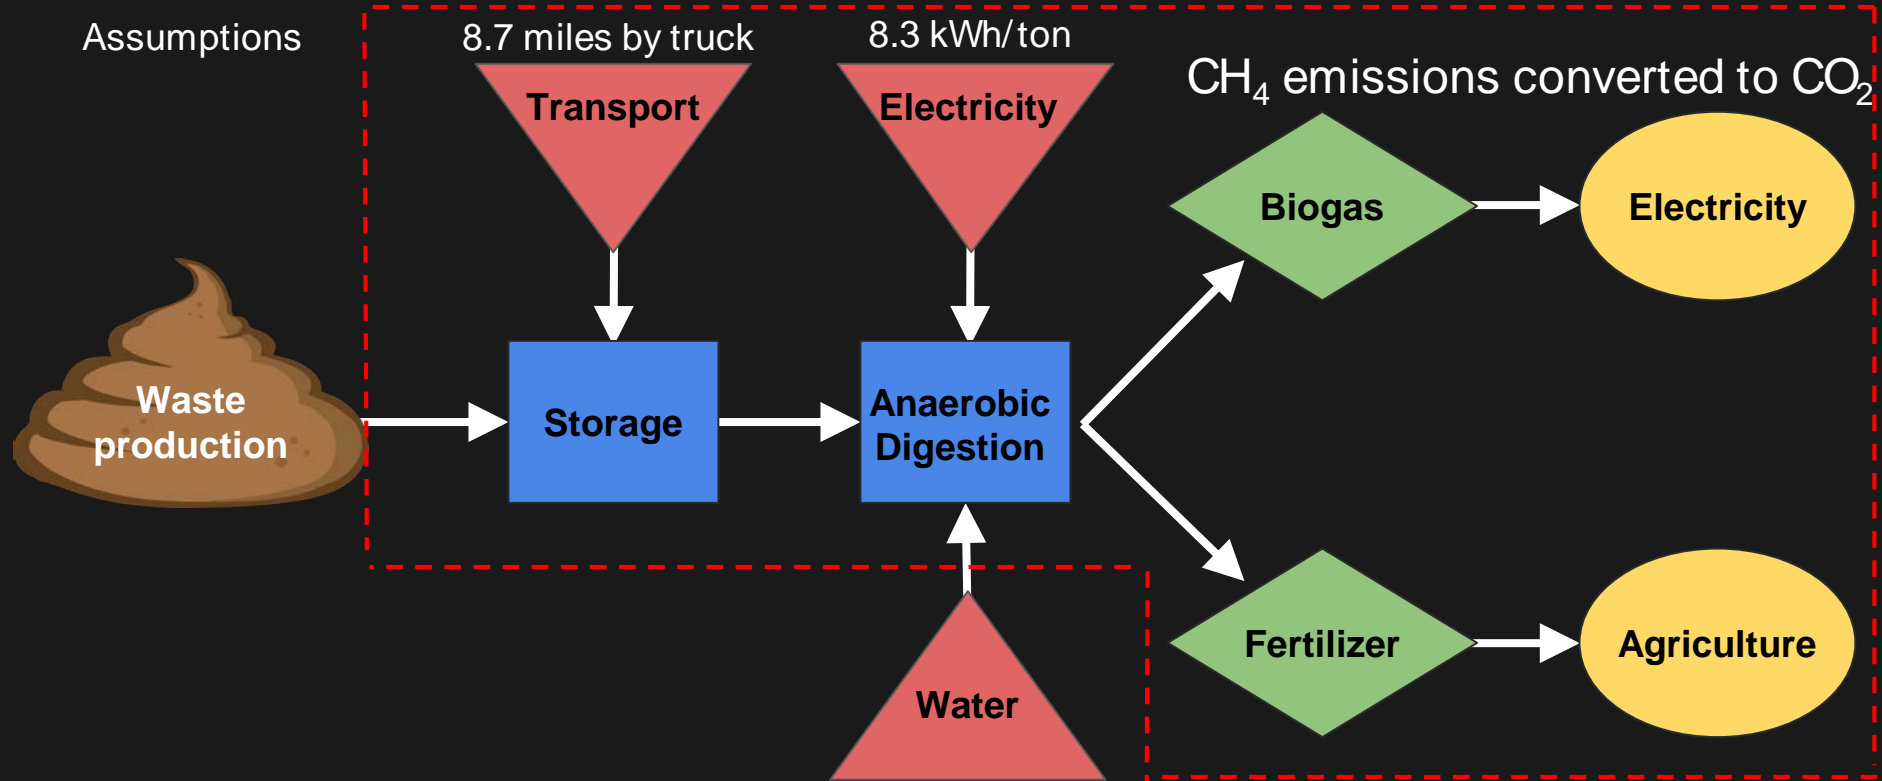 Assumptions
8.7 miles by truck
8.3 kWh/ton
CH₄ emissions converted to CO₂
Transport
Electricity
Biogas
Electricity
Waste
production
Storage
Anaerobic
Digestion
Fertilizer
Agriculture
Water